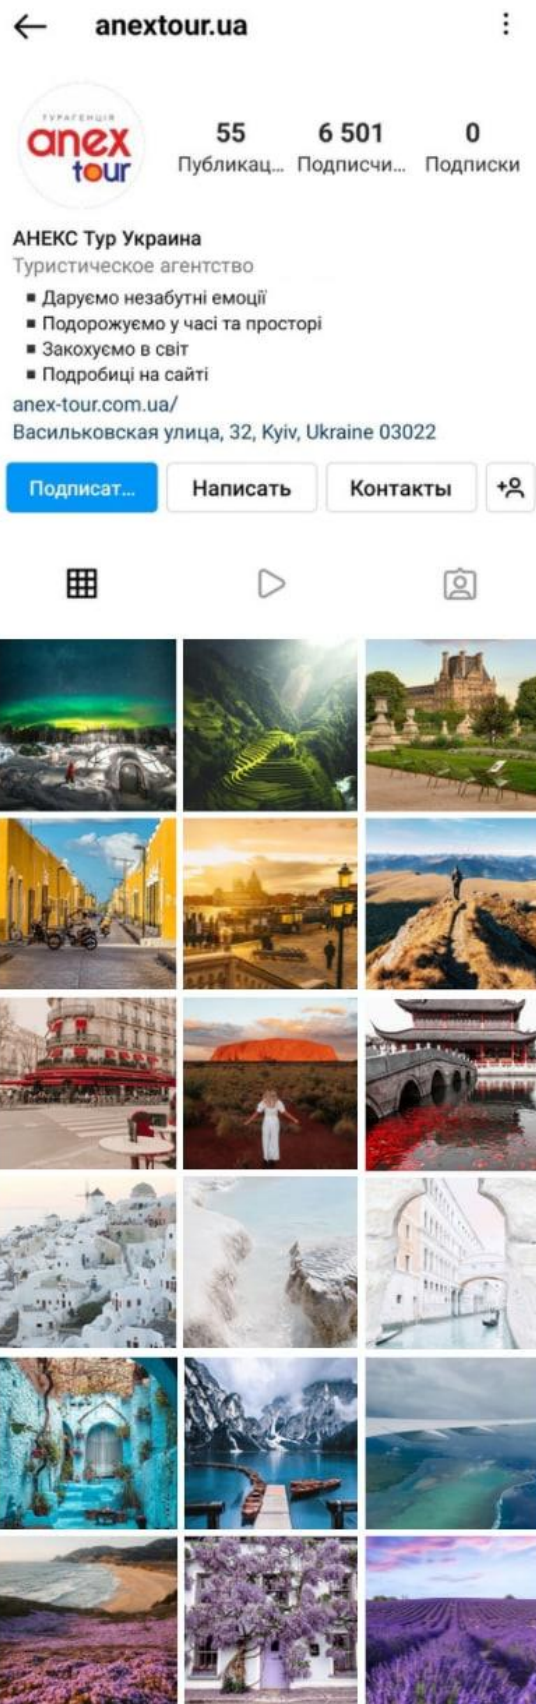 anextour.ua
ТУРАГЕНЦІЯ
anex
tour
55
Публикац...
6 501
Подписчи...
0
Подписки
АНЕКС Тур Украина
Туристическое агентство
▪ Даруємо незабутні емоції
▪ Подорожуємо у часі та просторі
▪ Закохуємо в світ
▪ Подробиці на сайті
anex-tour.com.ua/
Васильковская улица, 32, Kyiv, Ukraine 03022
Подписат...
Написать
Контакты